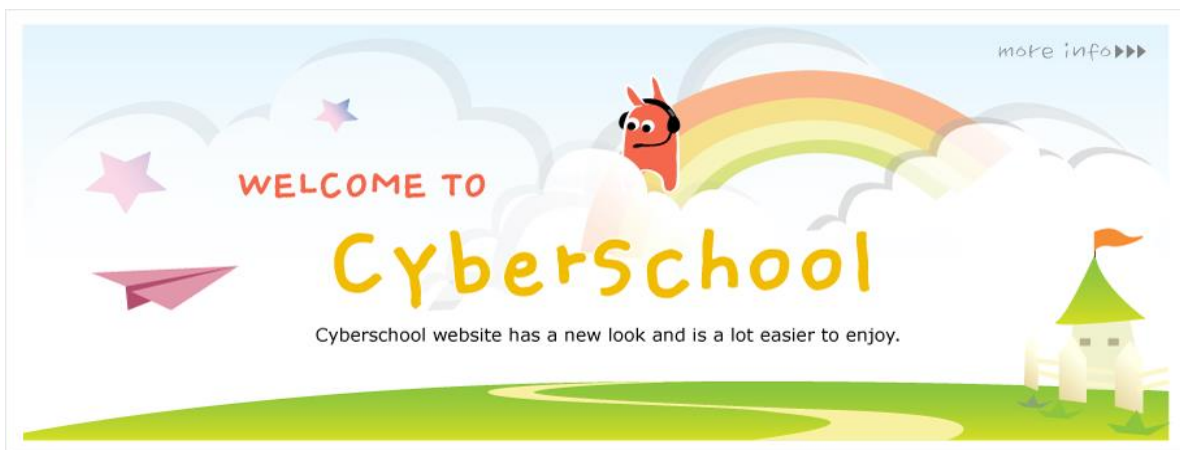 more info
WELCOME TO
CyberSchool
Cyberschool website has a new look and is a lot easier to enjoy.